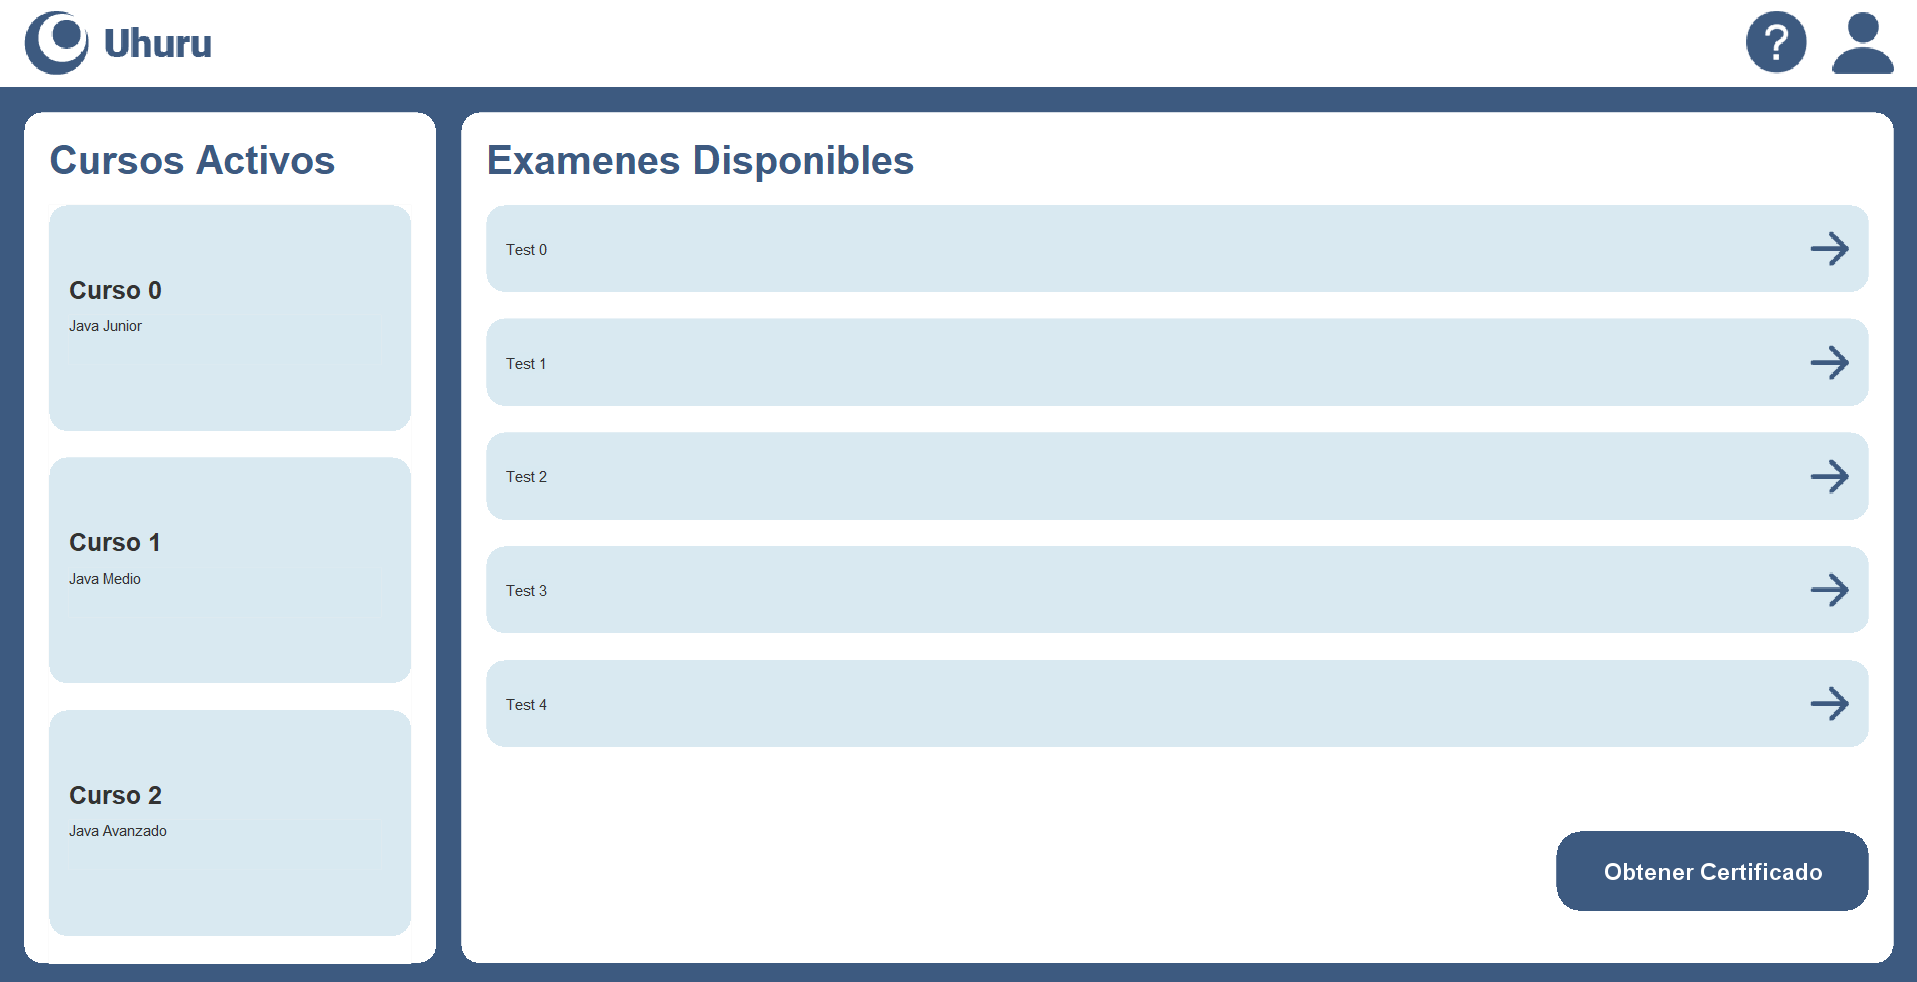 Uhuru
?
Cursos Activos
Curso 0
Java Junior
Curso 1
Java Medio
Curso 2
Java Avanzado
Examenes Disponibles
Test 0
Test 1
Test 2
Test 3
Test 4
Obtener Certificado